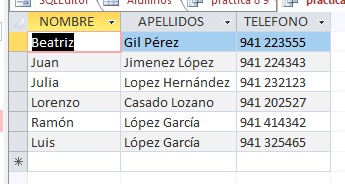 SQLEditor Alumnos practica 8 9 practica
NOMBRE APELLIDOS TELEFONO
Beatriz Gil Pérez 941 223555
Juan Jimenez López 941 224343
Julia Lopez Hernández 941 232123
Lorenzo Casado Lozano 941 202527
Ramón López García 941 414342
Luis López García 941 325465